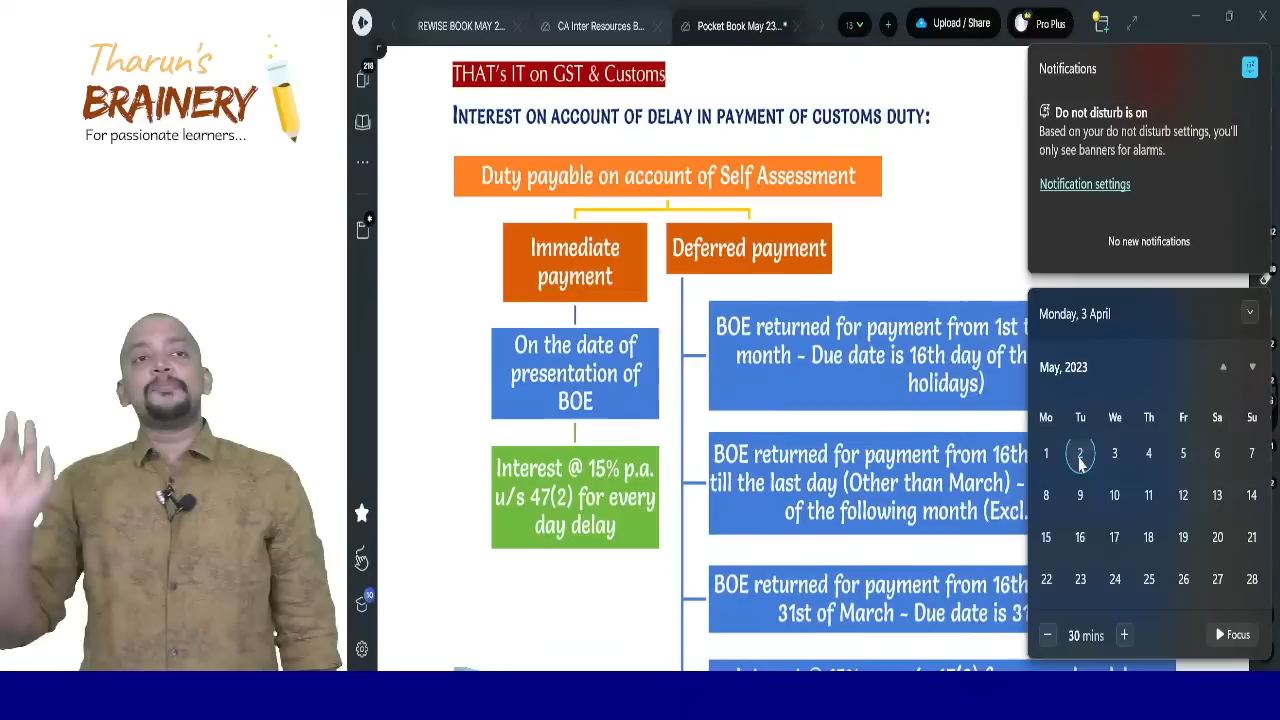 Tharun's
BRAINERY
For passionate learners...
REWISE BOOK MAY 2...
CA Inter Resources B...
Pocket Book May 23...*
13
Upload / Share
Pro Plus
218
10
THAT's IT on GST & Customs
INTEREST ON ACCOUNT OF DELAY IN PAYMENT OF CUSTOMS DUTY:
Duty payable on account of Self Assessment
Immediate
payment
Deferred payment
On the date of
presentation of
BOE
Interest @ 15% p.a.
u/s 47(2) for every
day delay
BOE returned for payment from 1st
month - Due date is 16th day of
holidays)
BOE returned for payment from 16th
till the last day (Other than March) -
of the following month (Excl.
BOE returned for payment from 16th
31st of March - Due date is
Notifications
Do not disturb is on
Based on your do not disturb settings, you'll
only see banners for alarms.
Notification settings
No new notifications
Monday, 3 April
May, 2023
Mo Tu We Th Fr Sa Su
1 2 3 4 5 6 7
8 9 10 11 12 13 14
15 16 17 18 19 20 21
22 23 24 25 26 27 28
30 mins
Focus